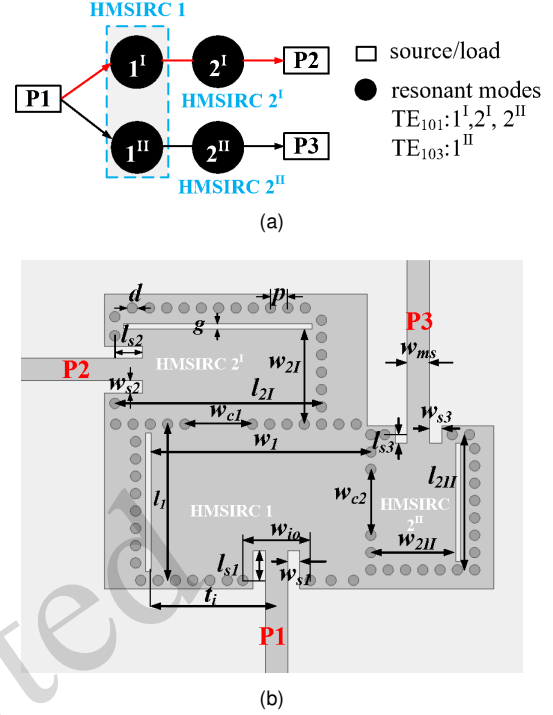 HMSIRC 1
P1
1^I
2^I
P2
HMSIRC 2^I
1^II
2^II
P3
HMSIRC 2^II
source/load
resonant modes
TE101:1^I,2^I, 2^II
TE103:1^II
(a)
d
p
g
P3
l_s2
HMSIRC 2^I
w_2I
w_ms
P2
w_s2
l_2I
w_s3
w_c1
l_s3
w_1
l_2II
l_1
w_c2
HMSIRC 1
HMSIRC
2^II
w_io
w_2II
l_s1
w_s1
t_i
P1
(b)
ted